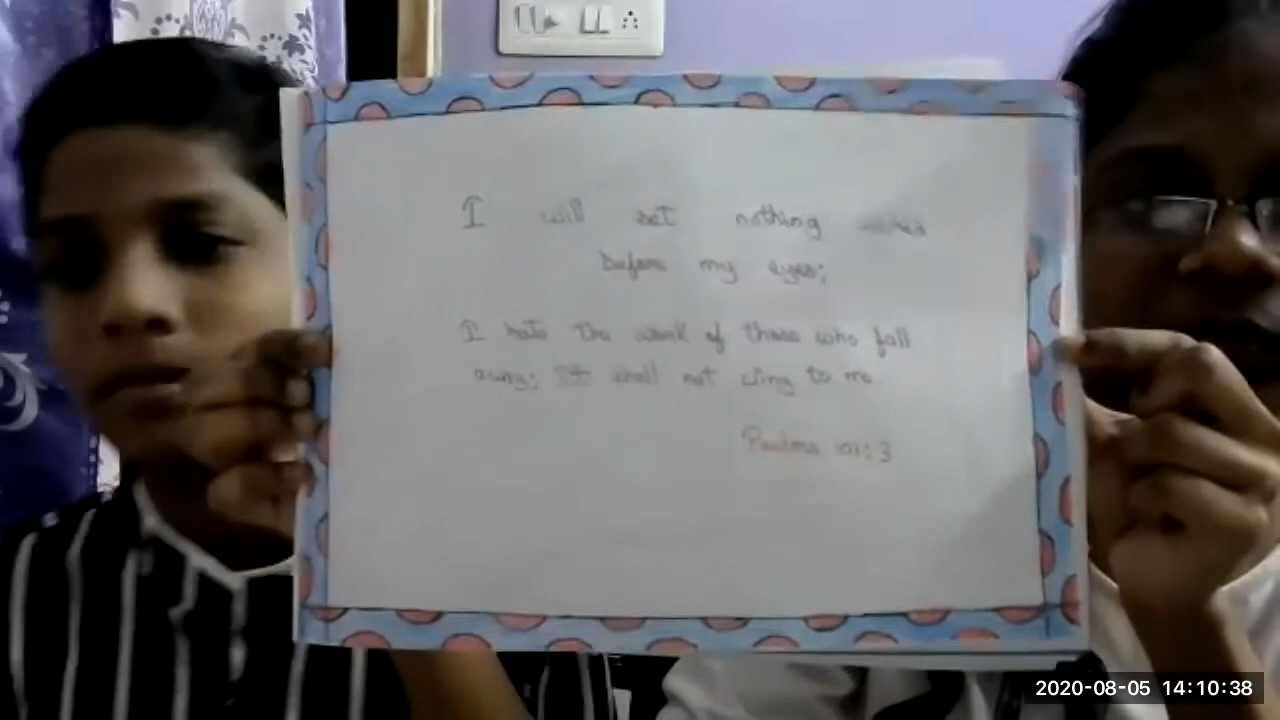 I will set nothing wicked
before my eyes;
I hate the work of those who fall
away; It shall not cling to me.
Psalms 101:3
2020-08-05 14:10:38